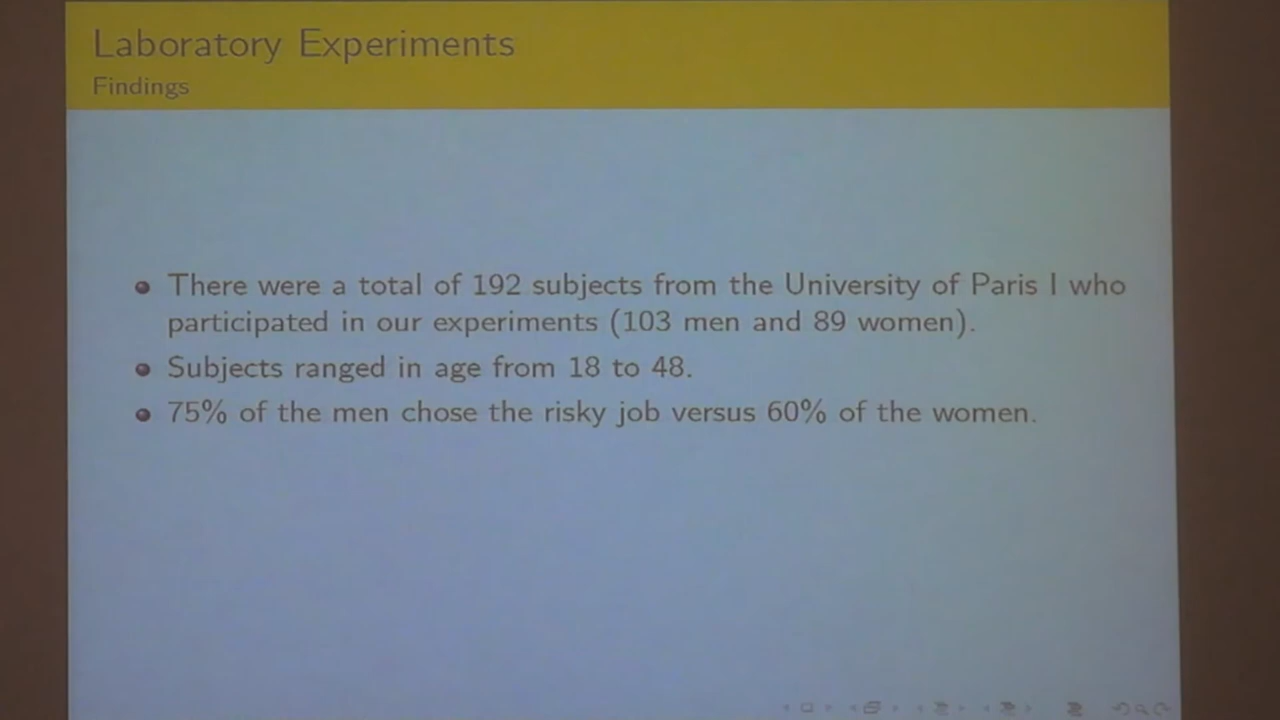 Laboratory Experiments
Findings
There were a total of 192 subjects from the University of Paris I who
participated in our experiments (103 men and 89 women).
Subjects ranged in age from 18 to 48.
75% of the men chose the risky job versus 60% of the women.